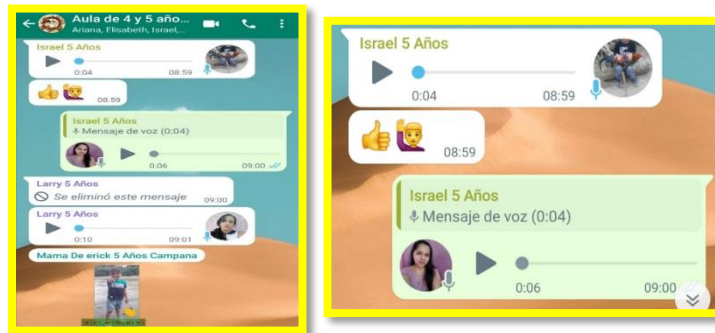 Aula de 4 y 5 año...
Ariana, Elisabeth, Israel,...
Israel 5 Años
0:04 08:59
08:59
Israel 5 Años
Mensaje de voz (0:04)
0:06 09:00
Larry 5 Años
Se eliminó este mensaje 09:00
Larry 5 Años
0:10 09:01
Mama De erick 5 Años Campana
Israel 5 Años
0:04 08:59
08:59
Israel 5 Años
Mensaje de voz (0:04)
0:06 09:00